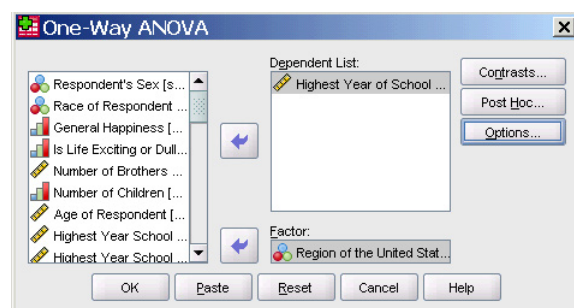 One-Way ANOVA
Respondent's Sex [s...
Race of Respondent ...
General Happiness [...
Is Life Exciting or Dull...
Number of Brothers ...
Number of Children [...
Age of Respondent [...
Highest Year School ...
Highest Year School ...
Dependent List:
Highest Year of School ...
Factor:
Region of the United Stat...
Contrasts...
Post Hoc...
Options...
OK
Paste
Reset
Cancel
Help